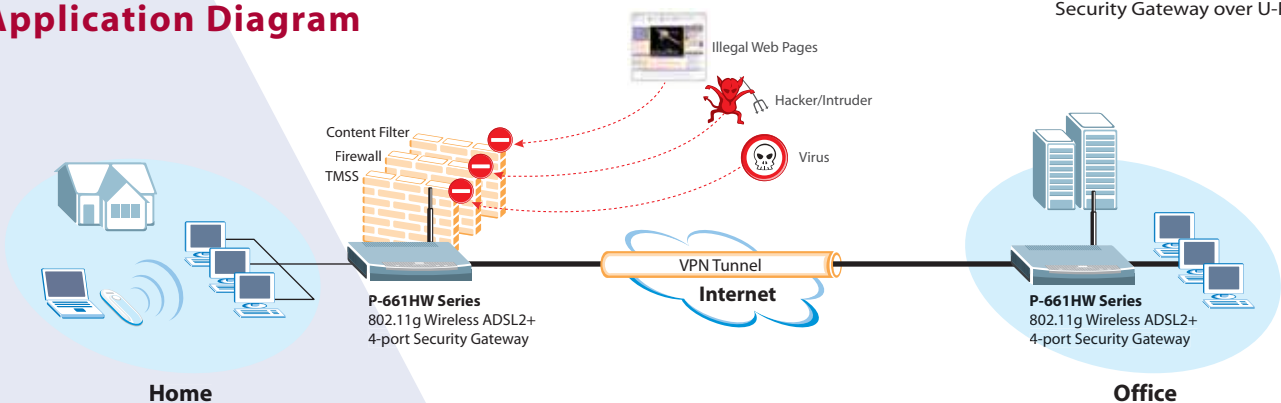 Application Diagram
Security Gateway over U-
Illegal Web Pages
Hacker/Intruder
Virus
Content Filter
Firewall
TMSS
VPN Tunnel
Internet
P-661HW Series
802.11g Wireless ADSL2+
4-port Security Gateway
P-661HW Series
802.11g Wireless ADSL2+
4-port Security Gateway
Home
Office